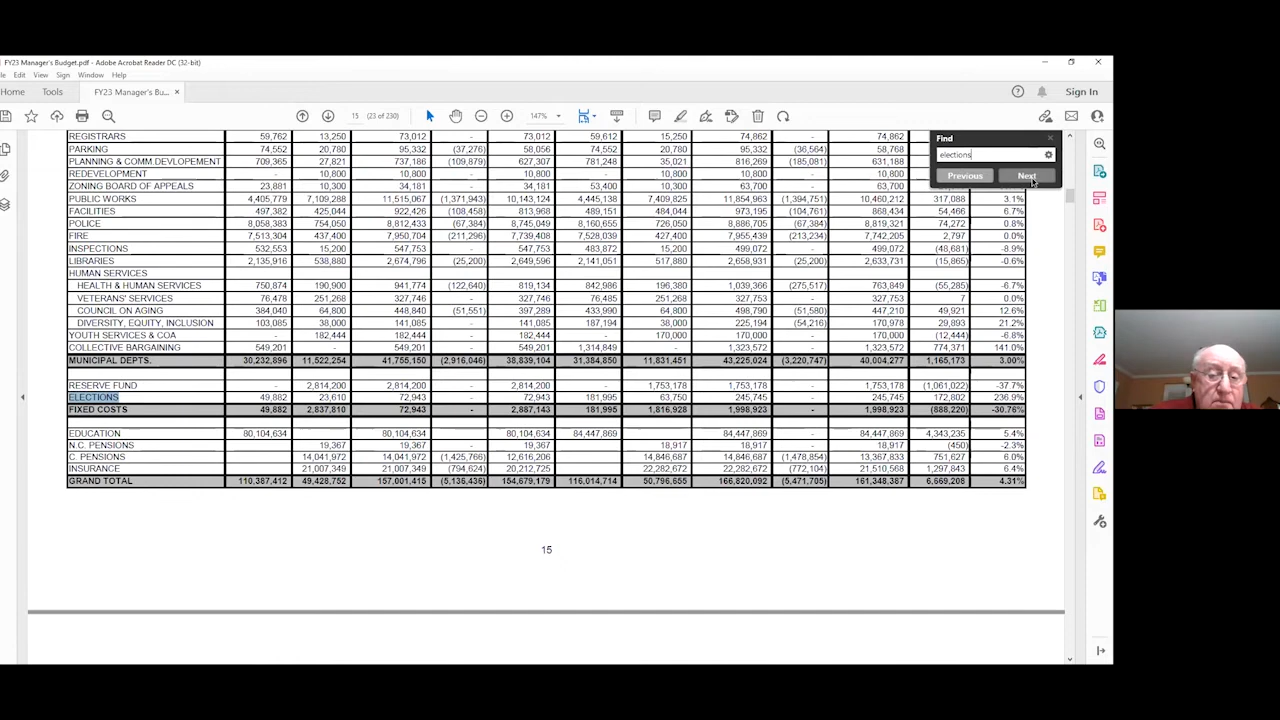 FY23 Manager's Budget.pdf - Adobe Acrobat Reader DC (32-bit)
Edit View Sign Window Help
Home Tools FY23 Manager's Bu... × Sign In
15 (23 of 230) 147%
Find
elections
Previous Next
REGISTRARS 59,762 13,250 73,012 - 73,012 59,612 15,250 74,862 - 74,862
PARKING 74,552 20,780 95,332 (37,276) 58,056 74,552 20,780 95,332 (36,564) 58,768
PLANNING & COMM.DEVLOPEMENT 709,365 27,821 737,186 (109,879) 627,307 781,248 35,021 816,269 (185,081) 631,188
REDEVELOPMENT - 10,800 10,800 - 10,800 - 10,800 10,800 - 10,800
ZONING BOARD OF APPEALS 23,881 10,300 34,181 - 34,181 53,400 10,300 63,700 - 63,700
PUBLIC WORKS 4,405,779 7,109,288 11,515,067 (1,371,943) 10,143,124 4,445,138 7,409,825 11,854,963 (1,394,751) 10,460,212 317,088 3.1%
FACILITIES 497,382 425,044 922,426 (108,458) 813,968 489,151 484,044 973,195 (104,761) 868,434 54,466 6.7%
POLICE 8,058,383 754,050 8,812,433 (67,384) 8,745,049 8,160,655 726,050 8,886,705 (67,384) 8,819,321 74,272 0.8%
FIRE 7,513,304 437,400 7,950,704 (211,296) 7,739,408 7,528,039 427,400 7,955,439 (213,234) 7,742,205 2,797 0.0%
INSPECTIONS 532,553 15,200 547,753 - 547,753 483,872 15,200 499,072 - 499,072 (48,681) -8.9%
LIBRARIES 2,135,916 538,880 2,674,796 (25,200) 2,649,596 2,141,051 517,880 2,658,931 (25,200) 2,633,731 (15,865) -0.6%
HUMAN SERVICES
HEALTH & HUMAN SERVICES 750,874 190,900 941,774 (122,640) 819,134 842,986 196,380 1,039,366 (275,517) 763,849 (55,285) -6.7%
VETERANS' SERVICES 76,478 251,268 327,746 - 327,746 76,485 251,268 327,753 - 327,753 7 0.0%
COUNCIL ON AGING 384,040 64,800 448,840 (51,551) 397,289 433,990 64,800 498,790 (51,580) 447,210 49,921 12.6%
DIVERSITY, EQUITY, INCLUSION 103,085 38,000 141,085 - 141,085 187,194 38,000 225,194 (54,216) 170,978 29,893 21.2%
YOUTH SERVICES & COA - 182,444 182,444 - 182,444 - 170,000 170,000 - 170,000 (12,444) -6.8%
COLLECTIVE BARGAINING 549,201 - 549,201 - 549,201 1,314,849 - 1,323,572 - 1,323,572 774,371 141.0%
MUNICIPAL DEPTS. 30,232,896 11,522,254 41,755,150 (2,916,046) 38,839,104 31,384,850 11,831,451 43,225,024 (3,220,747) 40,004,277 1,165,173 3.00%
RESERVE FUND - 2,814,200 2,814,200 - 2,814,200 - 1,753,178 1,753,178 - 1,753,178 (1,061,022) -37.7%
ELECTIONS 49,882 23,610 72,943 - 72,943 181,995 63,750 245,745 - 245,745 172,802 236.9%
FIXED COSTS 49,882 2,837,810 72,943 - 2,887,143 181,995 1,816,928 1,998,923 - 1,998,923 (888,220) -30.76%
EDUCATION 80,104,634 80,104,634 - 80,104,634 84,447,869 84,447,869 - 84,447,869 4,343,235 5.4%
N.C. PENSIONS 19,367 19,367 - 19,367 18,917 18,917 - 18,917 (450) -2.3%
C. PENSIONS 14,041,972 14,041,972 (1,425,766) 12,616,206 14,846,687 14,846,687 (1,478,854) 13,367,833 751,627 6.0%
INSURANCE 21,007,349 21,007,349 (794,624) 20,212,725 22,282,672 22,282,672 (772,104) 21,510,568 1,297,843 6.4%
GRAND TOTAL 110,387,412 49,428,752 157,001,415 (5,136,436) 154,679,179 116,014,714 50,796,655 166,820,092 (5,471,705) 161,348,387 6,669,208 4.31%
15